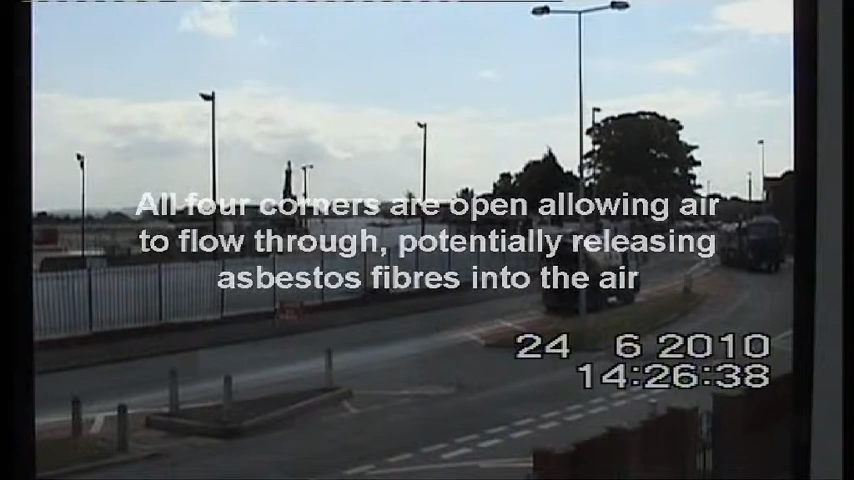 All four corners are open allowing air
to flow through, potentially releasing
asbestos fibres into the air
24 6 2010
14:26:38